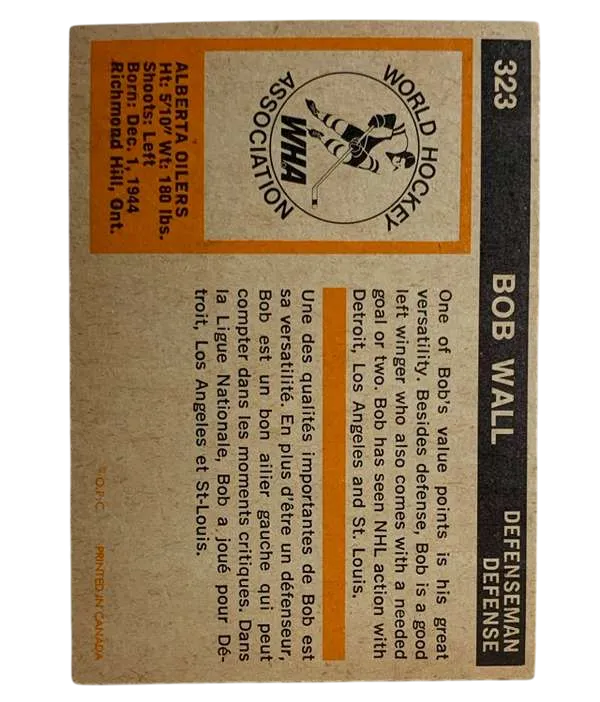 323
BOB WALL
DEFENSEMAN
DEFENSE
WORLD HOCKEY
ASSOCIATION
WHA
ALBERTA OILERS
Ht: 5/10" Wt: 180 lbs.
Shoots: Left
Born: Dec. 1, 1944
Richmond Hill, Ont.
One of Bob's value points is his great
versatility. Besides defense, Bob is a good
left winger who also comes with a needed
goal or two. Bob has seen NHL action with
Detroit, Los Angeles and St. Louis.
Une des qualités importantes de Bob est
sa versatilité. En plus d'être un défenseur,
Bob est un bon ailier gauche qui peut
compter dans les moments critiques. Dans
la Ligue Nationale, Bob a joué pour Dé-
troit, Los Angeles et St-Louis.
O.P.C. PRINTED IN CANADA